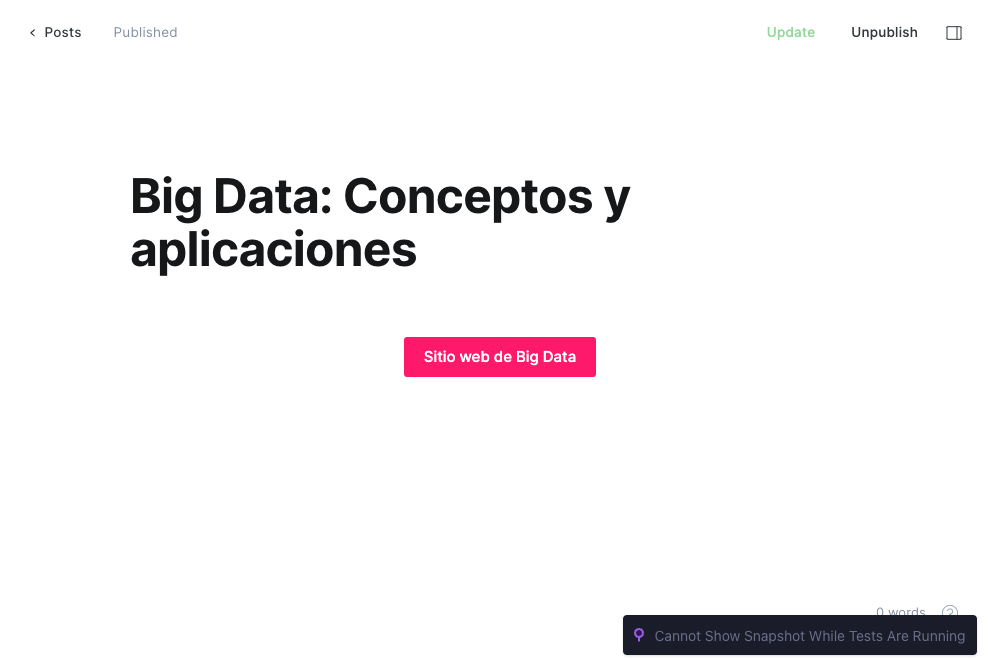 Posts
Published
Update
Unpublish
Big Data: Conceptos y
aplicaciones
Sitio web de Big Data
0 words
?
Cannot Show Snapshot While Tests Are Running